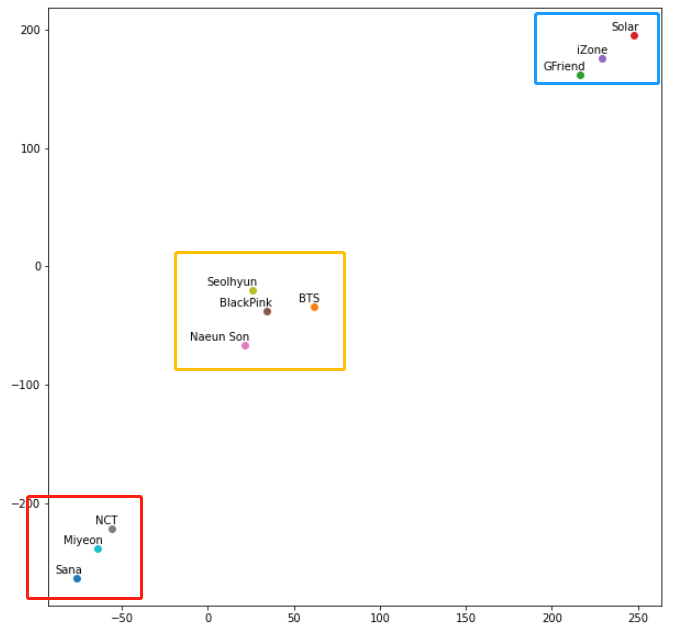 200
Solar
iZone
GFriend
100
0
Seolhyun
BlackPink
BTS
Naeun Son
−100
−200
NCT
Miyeon
Sana
−50
0
50
100
150
200
250